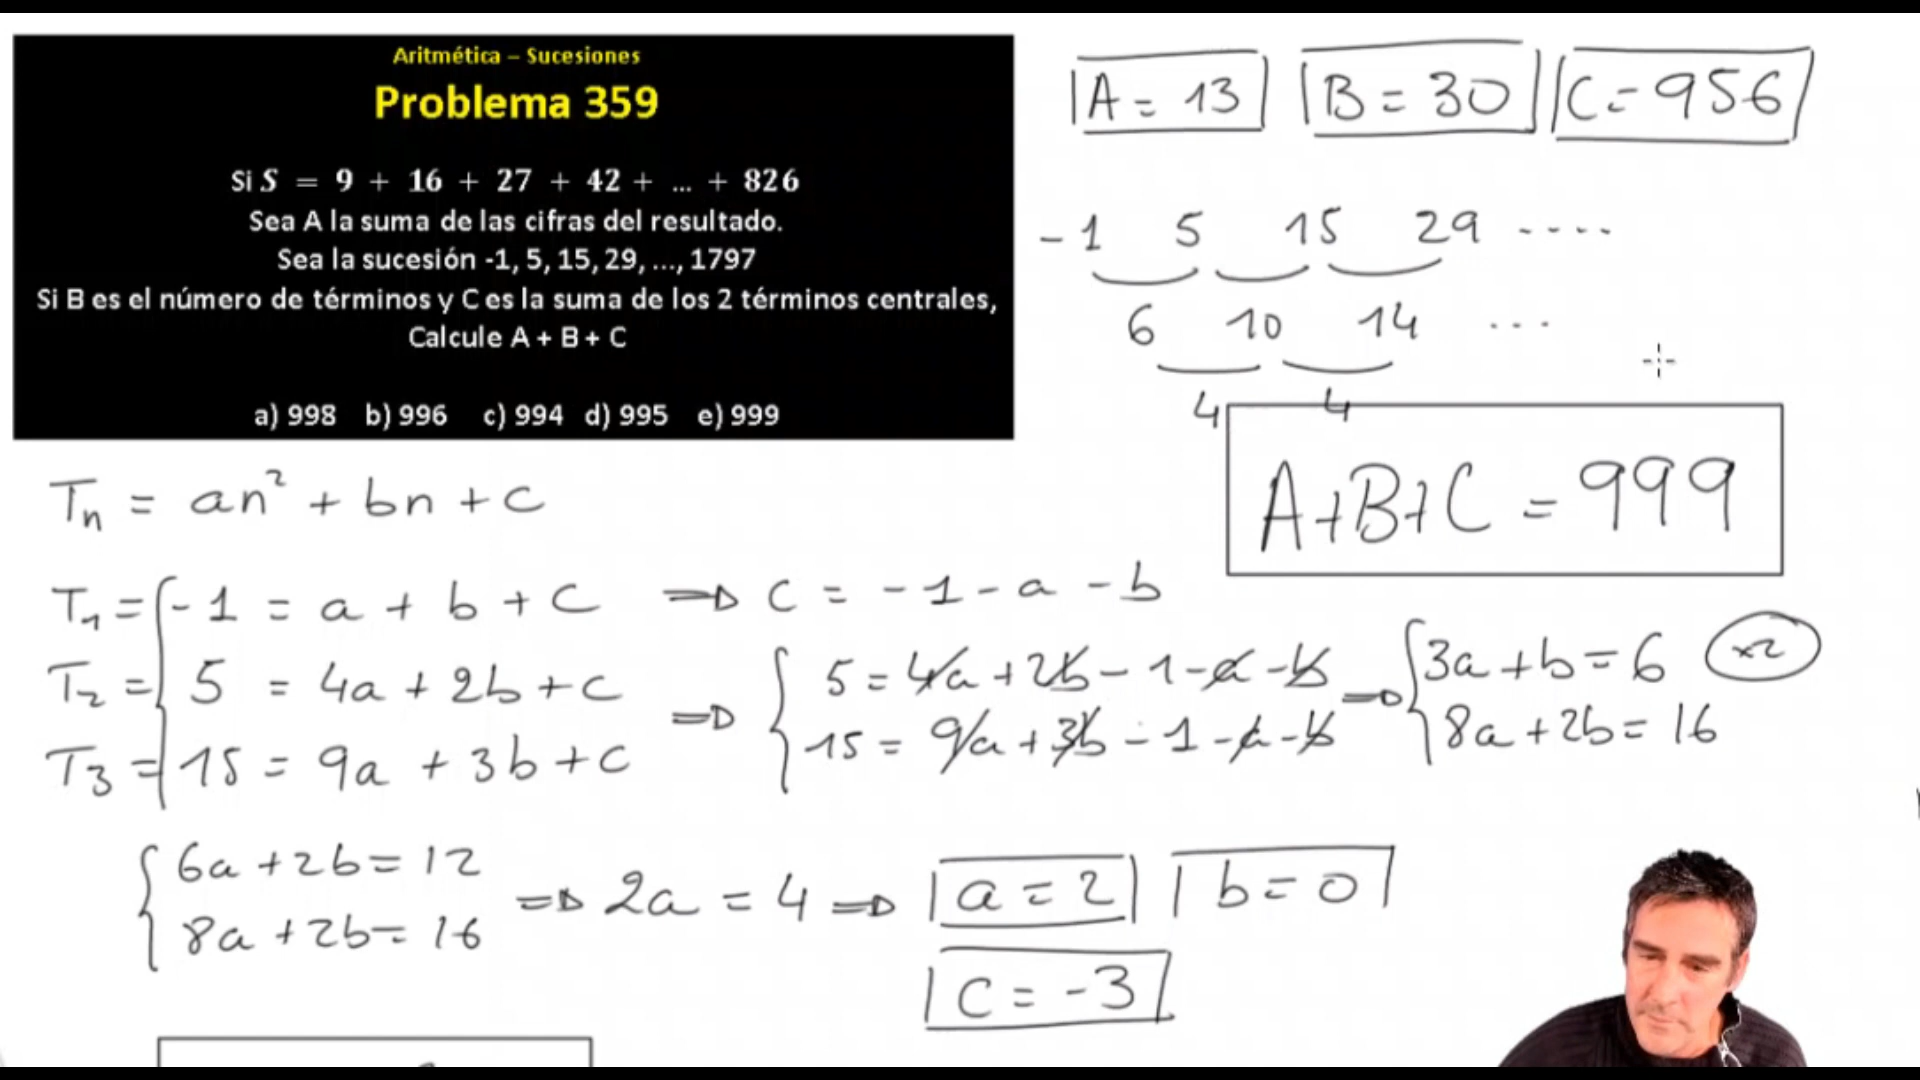 Aritmética – Sucesiones
Problema 359
Si S = 9 + 16 + 27 + 42 + ... + 826
Sea A la suma de las cifras del resultado.
Sea la sucesión -1, 5, 15, 29, ..., 1797
Si B es el número de términos y C es la suma de los 2 términos centrales,
Calcule A + B + C
a) 998 b) 996 c) 994 d) 995 e) 999
A = 13 B = 30 C = 956
-1 5 15 29 ....
6 10 14 ...
4 4
A+B+C = 999
Tn = an² + bn + c
T1 = -1 = a + b + c ⇒ c = -1 - a - b
T2 = 5 = 4a + 2b + c
T3 = 15 = 9a + 3b + c
⇒ 5 = 4a + 2b - 1 - a - b
15 = 9a + 3b - 1 - a - b
⇒ 3a + b = 6 x2
8a + 2b = 16
6a + 2b = 12
8a + 2b = 16
⇒ 2a = 4 ⇒ a = 2 b = 0
c = -3